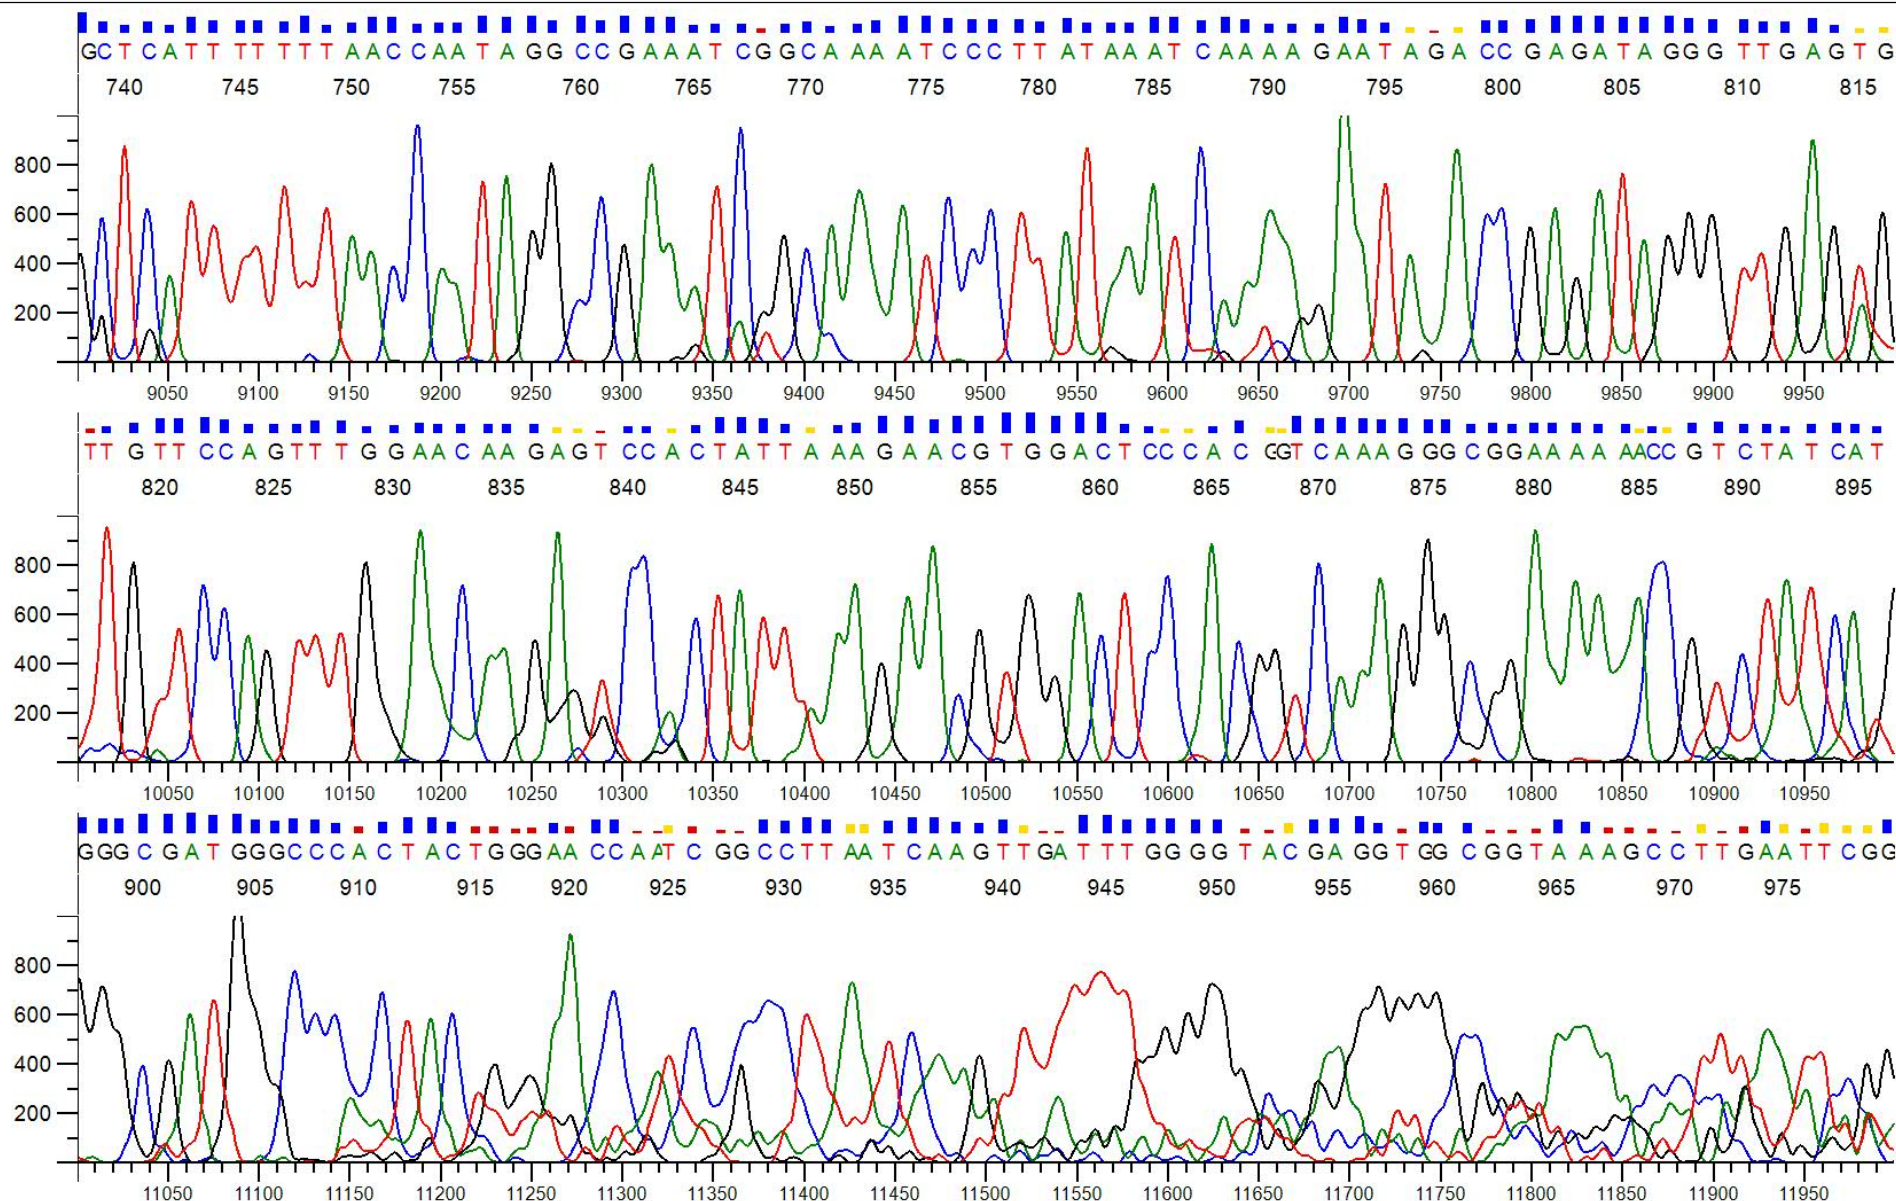 GCTCATT TT TTTAACCAATAGGCCGAAATCGGCA AAATCCCTTATAAATCAAAAGAATAGACCGAGATAGGGTTGAGTG
740 745 750 755 760 765 770 775 780 785 790 795 800 805 810 815
800
600
400
200
9050 9100 9150 9200 9250 9300 9350 9400 9450 9500 9550 9600 9650 9700 9750 9800 9850 9900 9950
TTGTTCCAGTTTGGAACAAGAGTCCACTATTAAAGAACGTGGACTCCCACGGTCAAAGGGCGGAAAA AACCGTCTATCAT
820 825 830 835 840 845 850 855 860 865 870 875 880 885 890 895
800
600
400
200
10050 10100 10150 10200 10250 10300 10350 10400 10450 10500 10550 10600 10650 10700 10750 10800 10850 10900 10950
GGGCGATGGGCCCACTACTGGGAACCAATCGGCCTTAATCAAGTTGATTTGGGGTACGAGGTGGCGGTAAAGCCTTGAATTCGG
900 905 910 915 920 925 930 935 940 945 950 955 960 965 970 975
800
600
400
200
11050 11100 11150 11200 11250 11300 11350 11400 11450 11500 11550 11600 11650 11700 11750 11800 11850 11900 11950